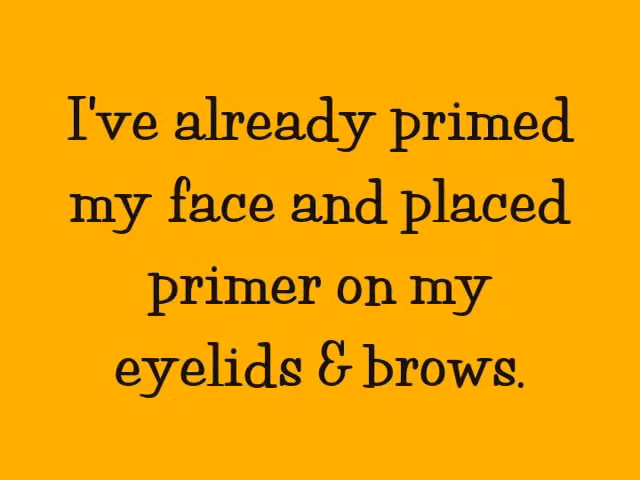 I've already primed
my face and placed
primer on my
eyelids & brows.